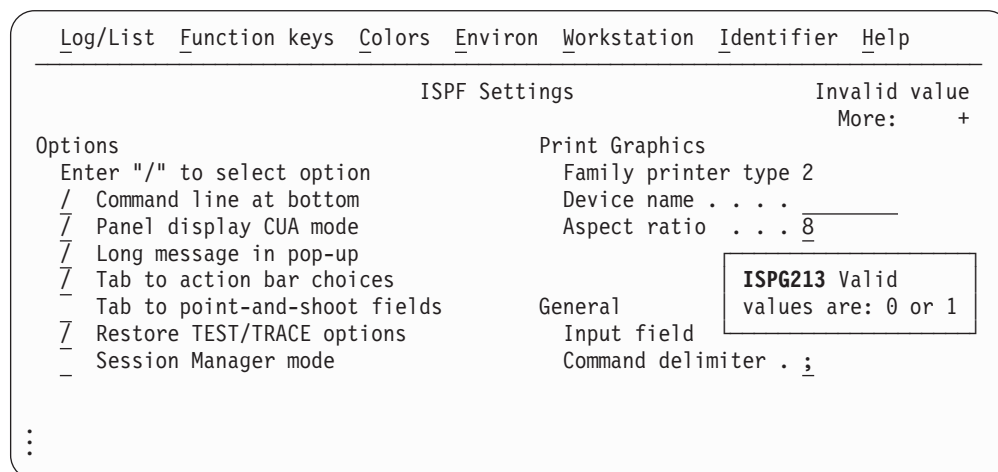 Log/List Function keys Colors Environ Workstation Identifier Help
ISPF Settings Invalid value
More: +
Options Print Graphics
Enter "/" to select option Family printer type 2
/ Command line at bottom Device name . . . . ________
/ Panel display CUA mode Aspect ratio . . . 8
/ Long message in pop-up
/ Tab to action bar choices ISPG213 Valid
Tab to point-and-shoot fields General values are: 0 or 1
/ Restore TEST/TRACE options Input field
_ Session Manager mode Command delimiter . ;